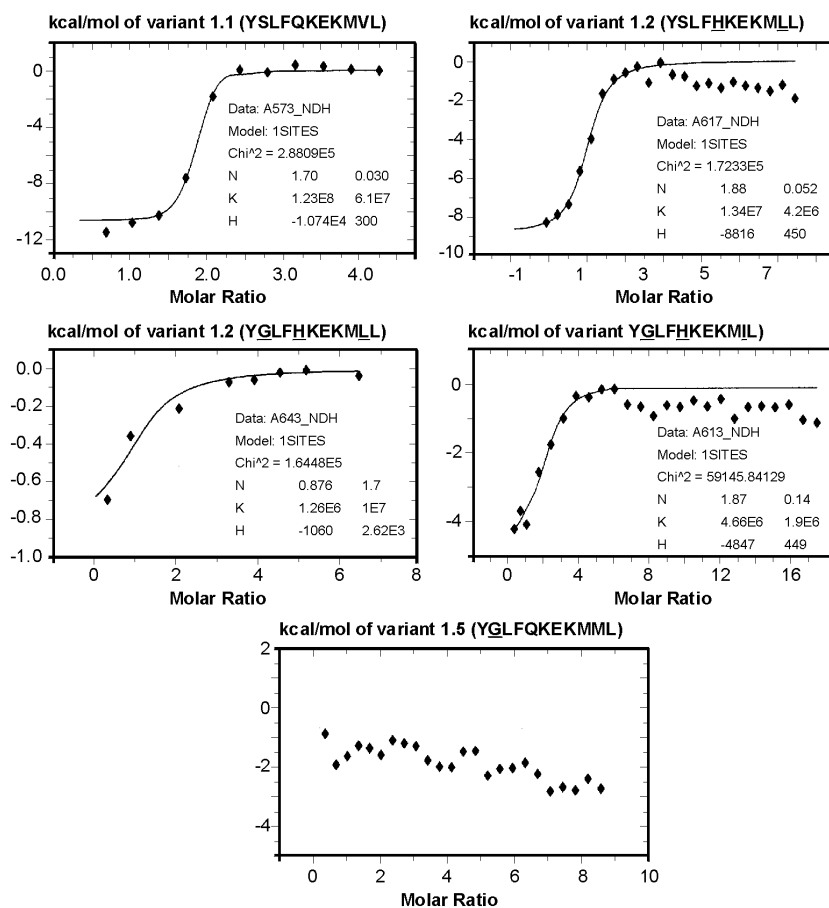 kcal/mol of variant 1.1 (YSLFQKEKMVL)
0
-4
-8
-12
Data: A573_NDH
Model: 1SITES
Chi^2 = 2.8809E5
N 1.70 0.030
K 1.23E8 6.1E7
H -1.074E4 300
0.0 1.0 2.0 3.0 4.0
Molar Ratio
kcal/mol of variant 1.2 (YSLFHKEKMLL)
0
-2
-4
-6
-8
-10
Data: A617_NDH
Model: 1SITES
Chi^2 = 1.7233E5
N 1.88 0.052
K 1.34E7 4.2E6
H -8816 450
-1 1 3 5 7
Molar Ratio
kcal/mol of variant 1.2 (YGLFHKEKMLL)
0.0
-0.2
-0.4
-0.6
-0.8
-1.0
Data: A643_NDH
Model: 1SITES
Chi^2 = 1.6448E5
N 0.876 1.7
K 1.26E6 1E7
H -1060 2.62E3
0 2 4 6 8
Molar Ratio
kcal/mol of variant YGLFHKEKMIL)
0
-2
-4
Data: A613_NDH
Model: 1SITES
Chi^2 = 59145.84129
N 1.87 0.14
K 4.66E6 1.9E6
H -4847 449
0 4 8 12 16
Molar Ratio
kcal/mol of variant 1.5 (YGLFQKEKMML)
2
0
-2
-4
0 2 4 6 8 10
Molar Ratio